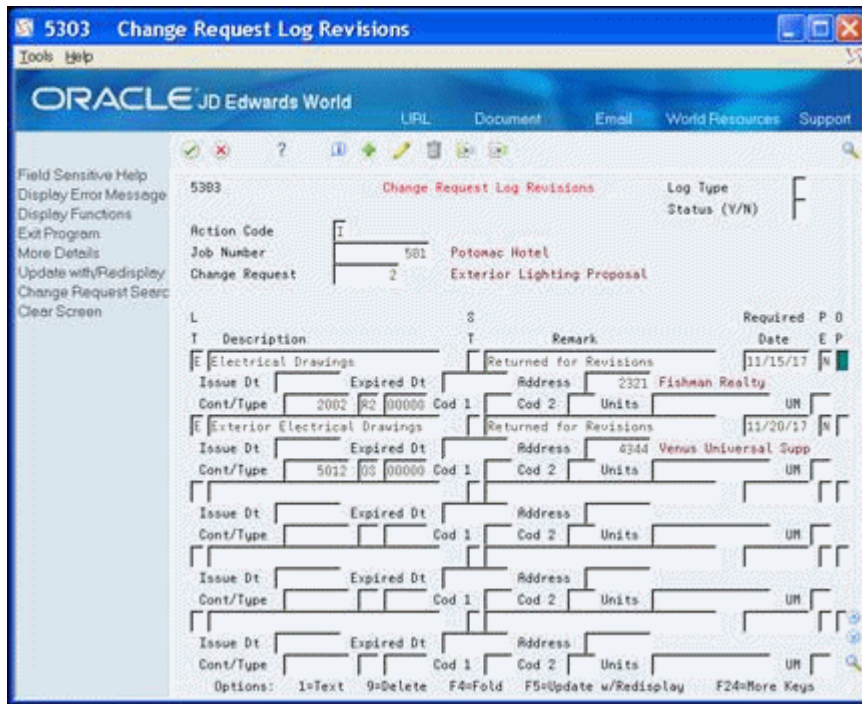 5303 Change Request Log Revisions
Tools Help
ORACLE JD Edwards World
URL Document Email World Resources Support
Field Sensitive Help
Display Error Message
Display Functions
Exit Program
More Details
Update with/Redisplay
Change Request Searc
Clear Screen
5303 Change Request Log Revisions Log Type
Status (Y/N)
Action Code I
Job Number 501 Potomac Hotel
Change Request 2 Exterior Lighting Proposal
L S Required P O
T Description T Remark Date E P
E Electrical Drawings Returned for Revisions 11/15/17 N
Issue Dt Expired Dt Address 2321 Fishman Realty
Cont/Type 2002 R2 00000 Cod 1 Cod 2 Units UM
E Exterior Electrical Drawings Returned for Revisions 11/20/17 N
Issue Dt Expired Dt Address 4344 Venus Universal Supp
Cont/Type 5012 OS 00000 Cod 1 Cod 2 Units UM
Issue Dt Expired Dt Address
Cont/Type Cod 1 Cod 2 Units UM
Issue Dt Expired Dt Address
Cont/Type Cod 1 Cod 2 Units UM
Issue Dt Expired Dt Address
Cont/Type Cod 1 Cod 2 Units UM
Options: 1=Text 9=Delete F4=Fold F5=Update w/Redisplay F24=More Keys